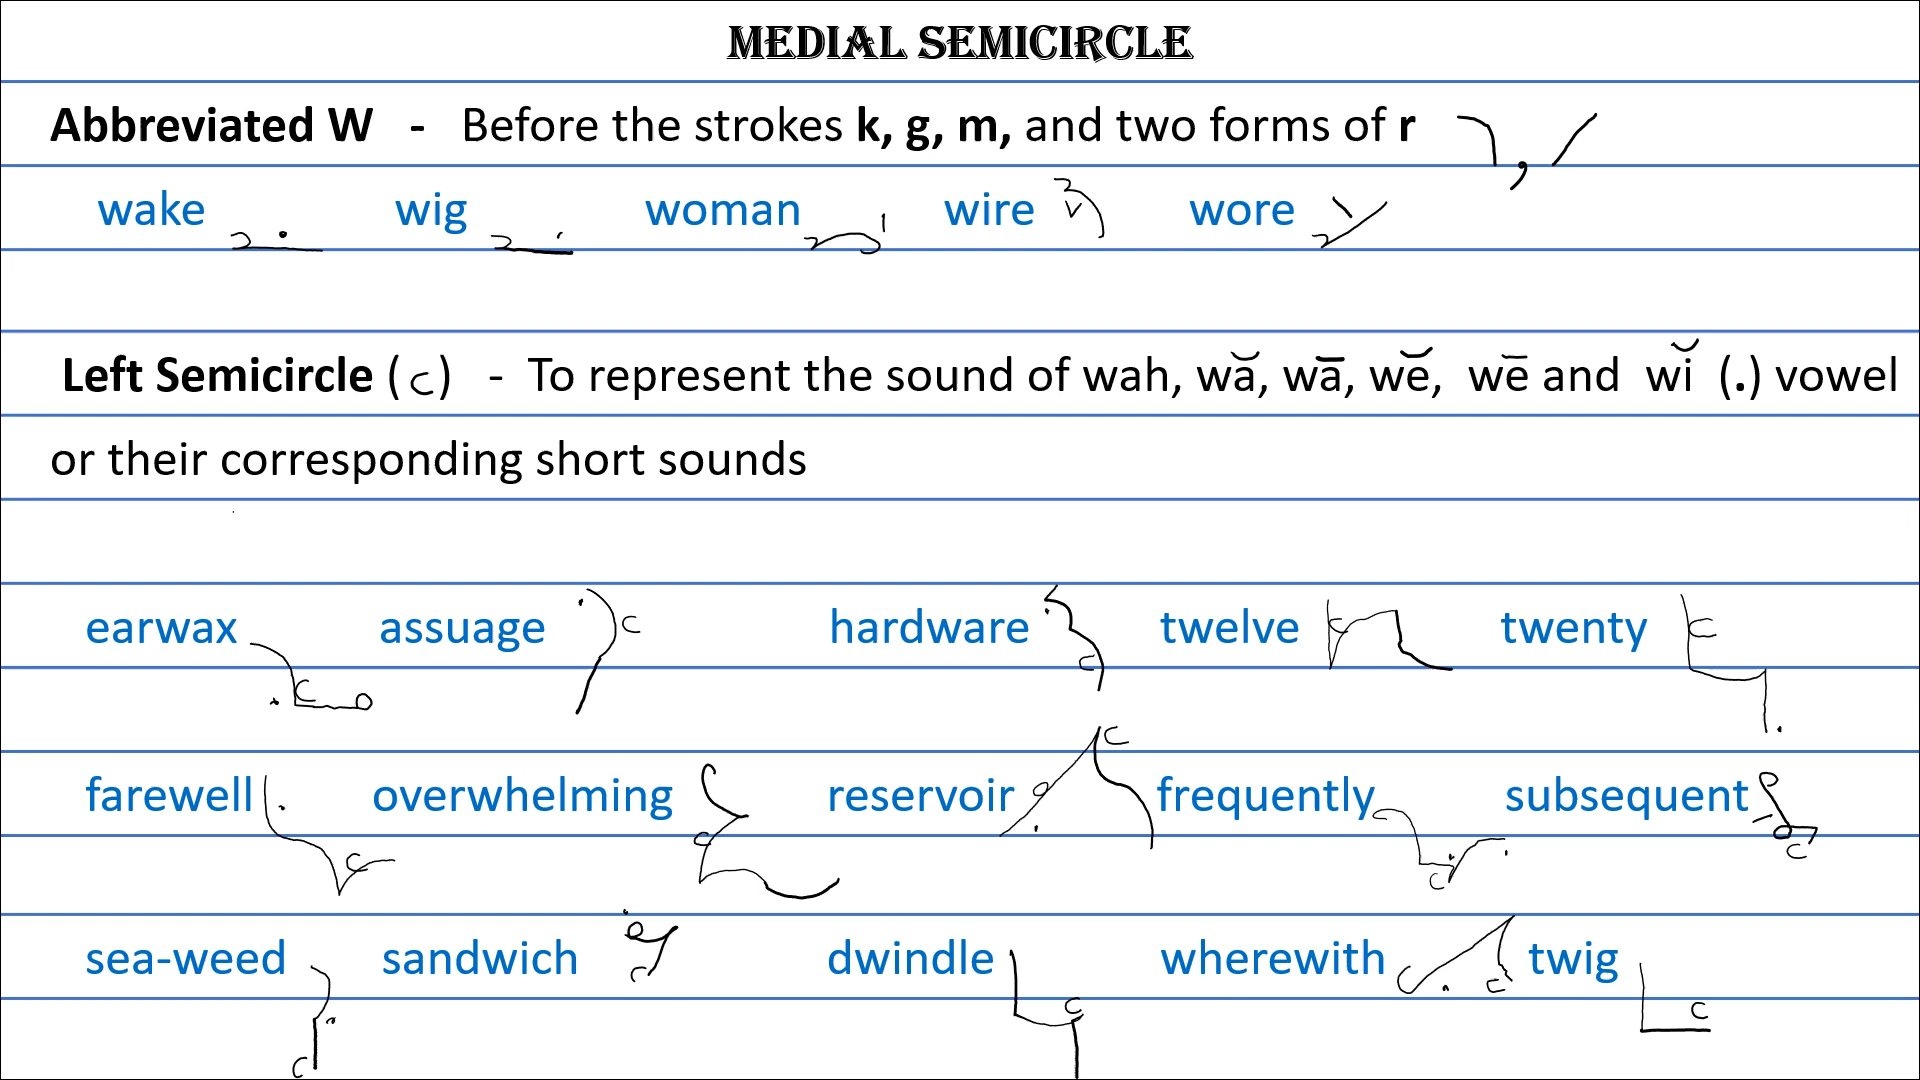 MEDIAL SEMICIRCLE
Abbreviated W - Before the strokes k, g, m, and two forms of r ,
wake wig woman wire wore
Left Semicircle ( ) - To represent the sound of wah, wă, wā, wĕ, wē and wĭ (.) vowel
or their corresponding short sounds
earwax assuage hardware twelve twenty
farewell overwhelming reservoir frequently subsequent
sea-weed sandwich dwindle wherewith twig